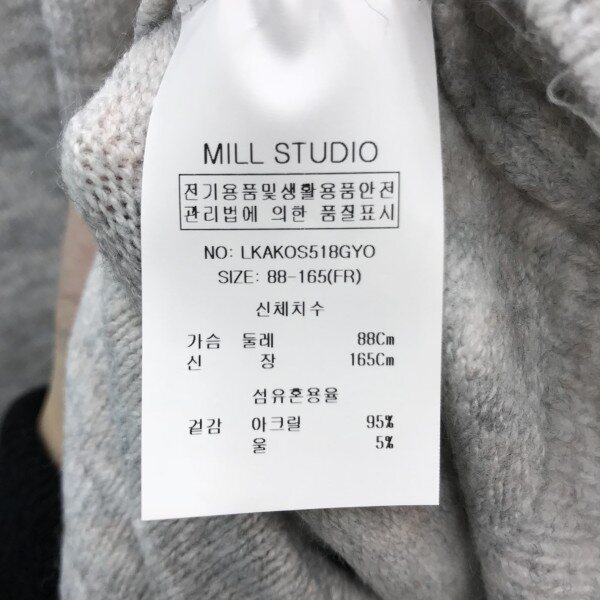 MILL STUDIO
전기용품및생활용품안전
관리법에 의한 품질표시
NO: LKAKOS518GYO
SIZE: 88-165(FR)
신체치수
가슴 둘레 88Cm
신 장 165Cm
섬유혼용율
겉감 아크릴 95%
울 5%